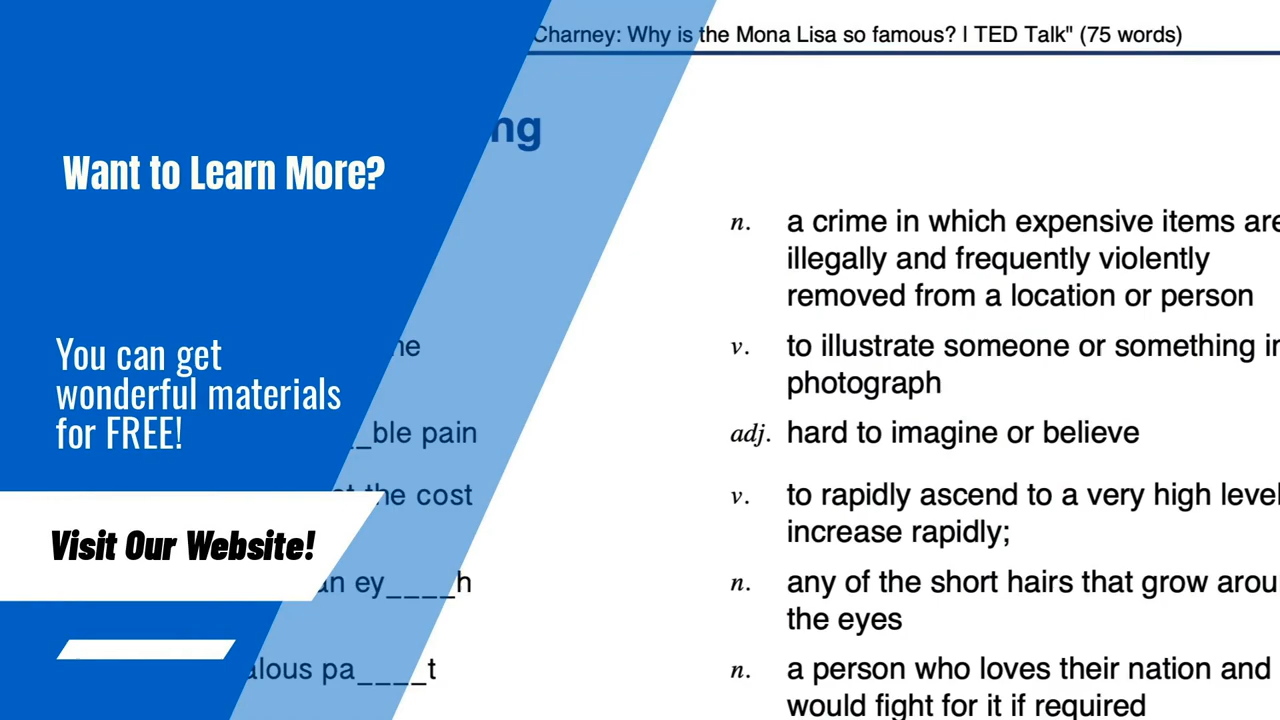 Charney: Why is the Mona Lisa so famous? | TED Talk" (75 words)
ng
Want to Learn More?
You can get
wonderful materials
for FREE!
Visit Our Website!
n. a crime in which expensive items are
illegally and frequently violently
removed from a location or person
ne v. to illustrate someone or something in
photograph
_ble pain adj. hard to imagine or believe
the cost v. to rapidly ascend to a very high level
increase rapidly;
an ey____h n. any of the short hairs that grow arou
the eyes
alous pa____t n. a person who loves their nation and
would fight for it if required